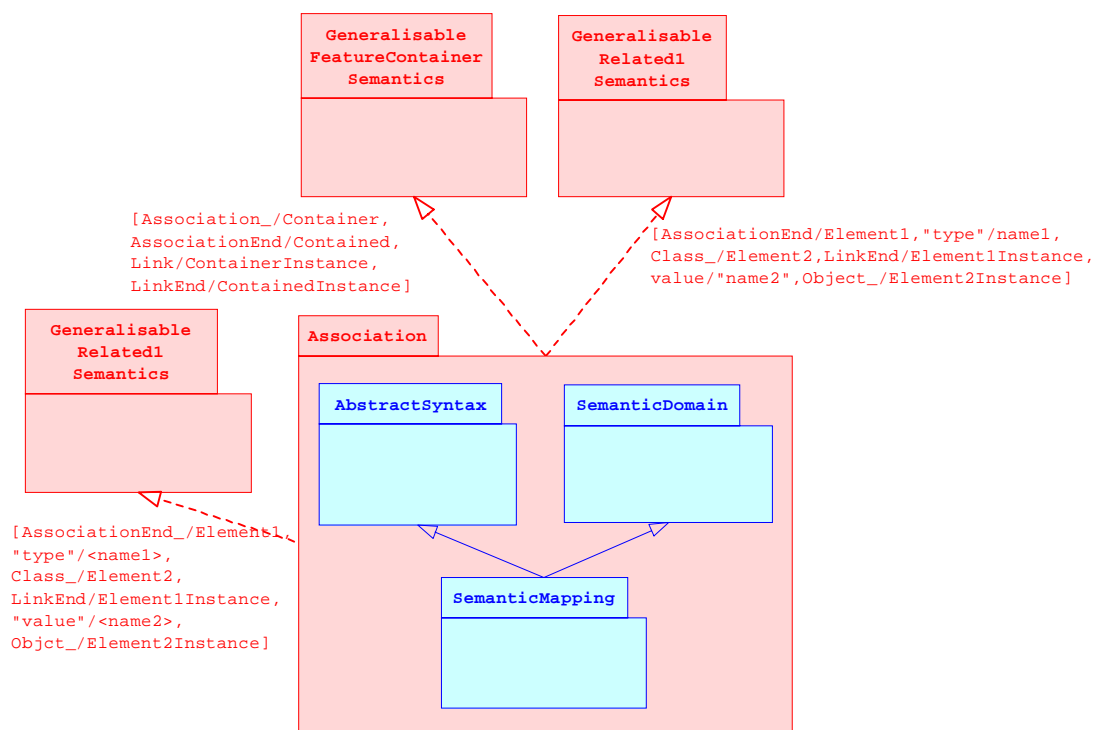 Generalisable
FeatureContainer
Semantics
Generalisable
Related1
Semantics
[Association_/Container,
AssociationEnd/Contained,
Link/ContainerInstance,
LinkEnd/ContainedInstance]
[AssociationEnd/Element1,"type"/name1,
Class_/Element2,LinkEnd/Element1Instance,
value/"name2",Object_/Element2Instance]
Generalisable
Related1
Semantics
Association
AbstractSyntax
SemanticDomain
[AssociationEnd_/Element1,
"type"/<name1>,
Class_/Element2,
LinkEnd/Element1Instance,
"value"/<name2>,
Objct_/Element2Instance]
SemanticMapping